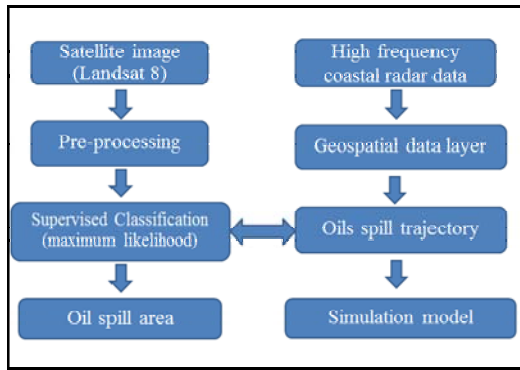 Satellite image
(Landsat 8)
Pre-processing
Supervised Classification
(maximum likelihood)
Oil spill area
High frequency
coastal radar data
Geospatial data layer
Oils spill trajectory
Simulation model